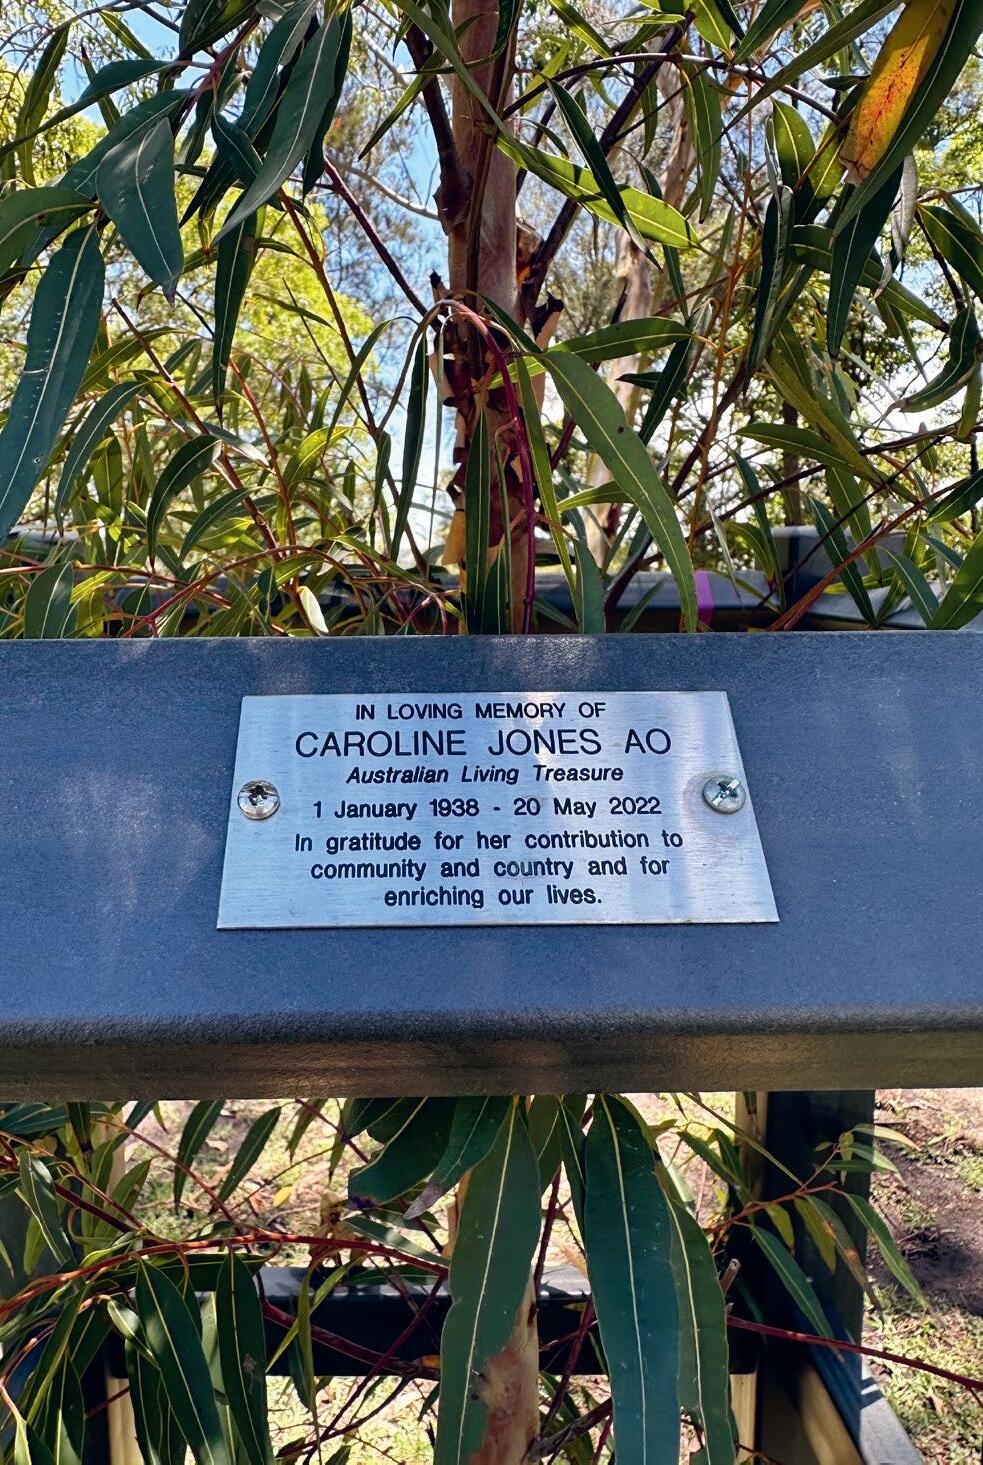 IN LOVING MEMORY OF
CAROLINE JONES AO
Australian Living Treasure
1 January 1938 - 20 May 2022
In gratitude for her contribution to
community and country and for
enriching our lives.